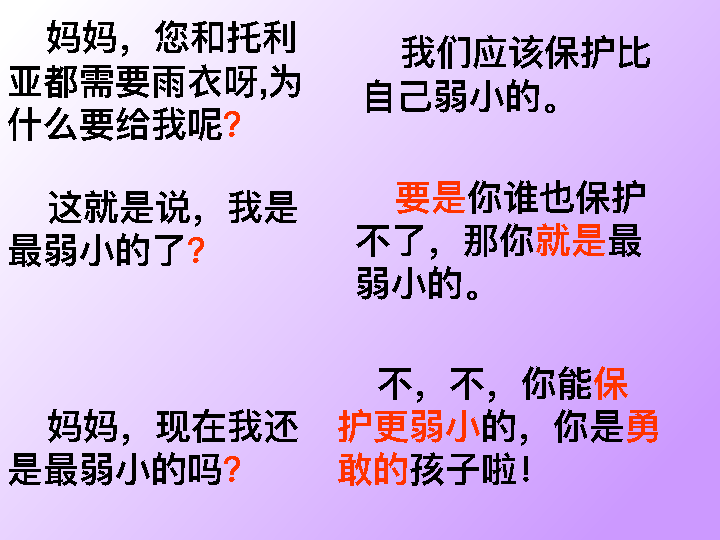 妈妈，您和托利
亚都需要雨衣呀,为
什么要给我呢?
我们应该保护比
自己弱小的。
这就是说，我是
最弱小的了?
要是你谁也保护
不了，那你就是最
弱小的。
妈妈，现在我还
是最弱小的吗?
不，不，你能保
护更弱小的，你是勇
敢的孩子啦!